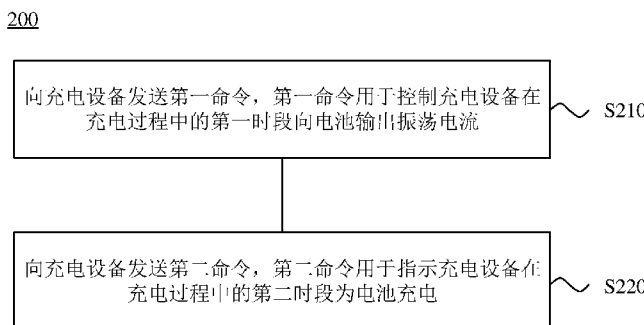 200
向充电设备发送第一命令，第一命令用于控制充电设备在
充电过程中的第一时段向电池输出振荡电流
S210
向充电设备发送第二命令，第二命令用于指示充电设备在
充电过程中的第二时段为电池充电
S220